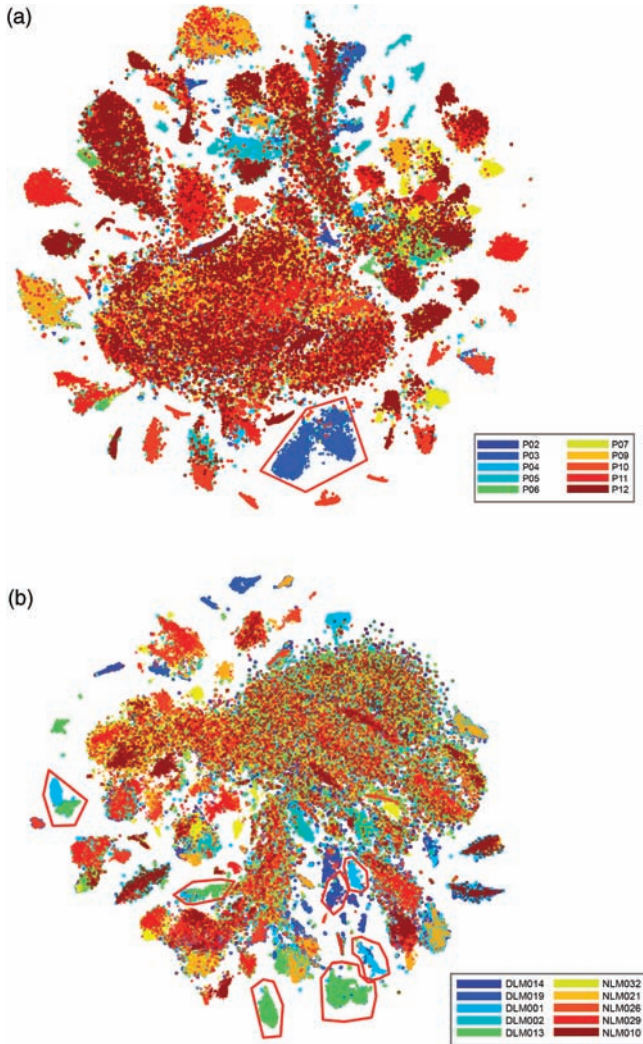 (a)
P02 P07
P03 P09
P04 P10
P05 P11
P06 P12
(b)
DLM014 NLM032
DLM019 NLM021
DLM001 NLM026
DLM002 NLM029
DLM013 NLM010